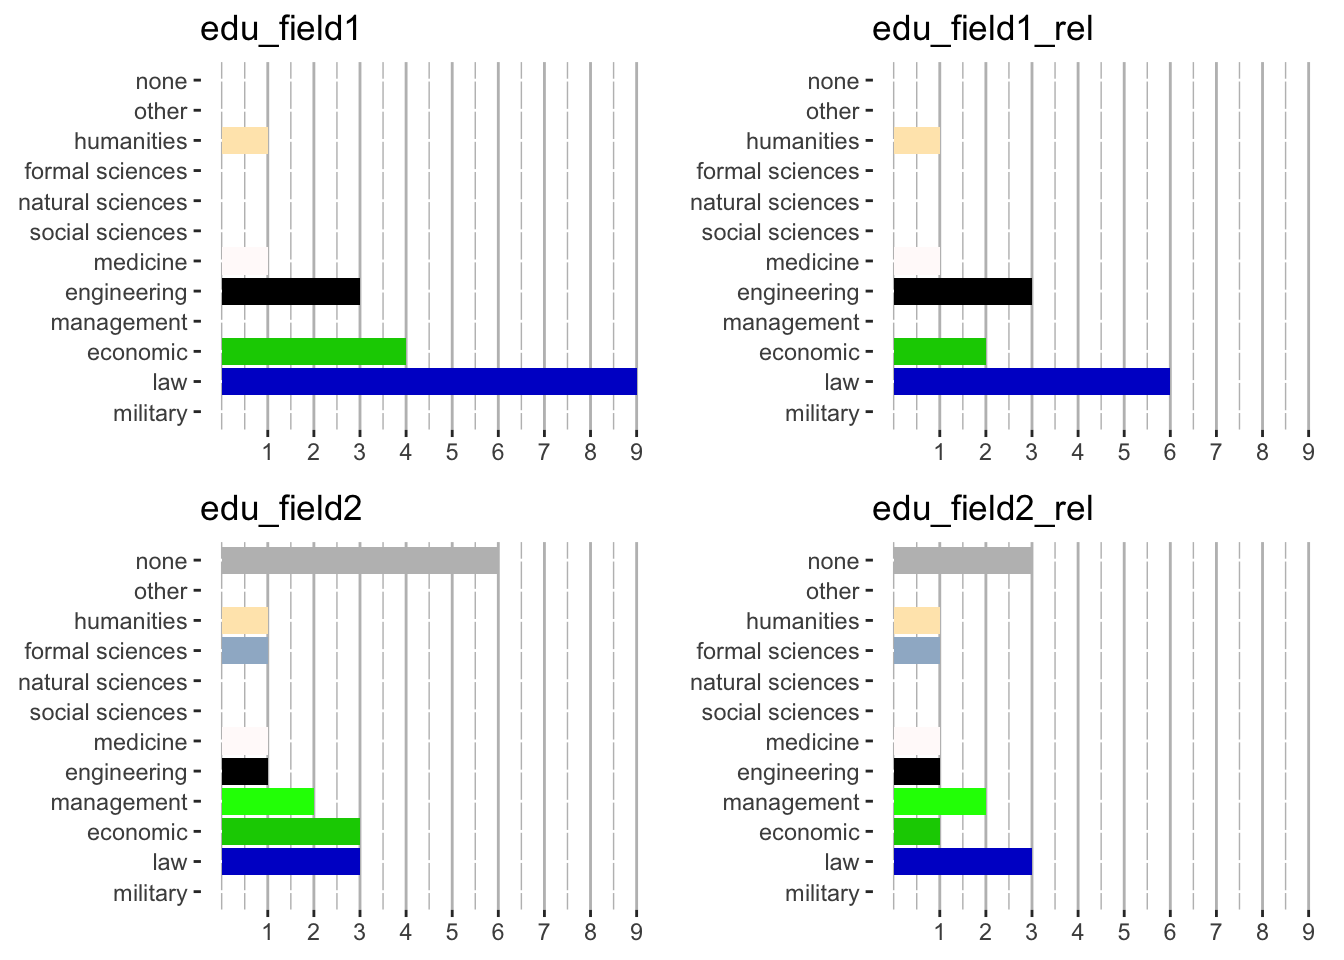 edu_field1
none
other
humanities
formal sciences
natural sciences
social sciences
medicine
engineering
management
economic
law
military
1 2 3 4 5 6 7 8 9
edu_field1_rel
none
other
humanities
formal sciences
natural sciences
social sciences
medicine
engineering
management
economic
law
military
1 2 3 4 5 6 7 8 9
edu_field2
none
other
humanities
formal sciences
natural sciences
social sciences
medicine
engineering
management
economic
law
military
1 2 3 4 5 6 7 8 9
edu_field2_rel
none
other
humanities
formal sciences
natural sciences
social sciences
medicine
engineering
management
economic
law
military
1 2 3 4 5 6 7 8 9